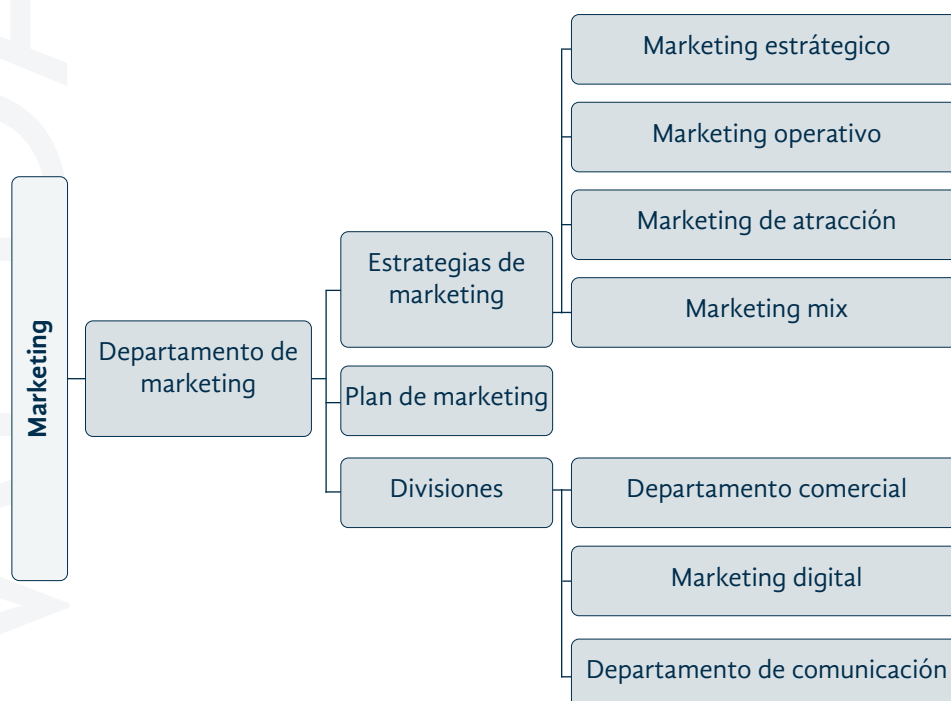 Marketing
Departamento de
marketing
Estrategias de
marketing
Marketing estrátegico
Marketing operativo
Marketing de atracción
Marketing mix
Plan de marketing
Divisiones
Departamento comercial
Marketing digital
Departamento de comunicación